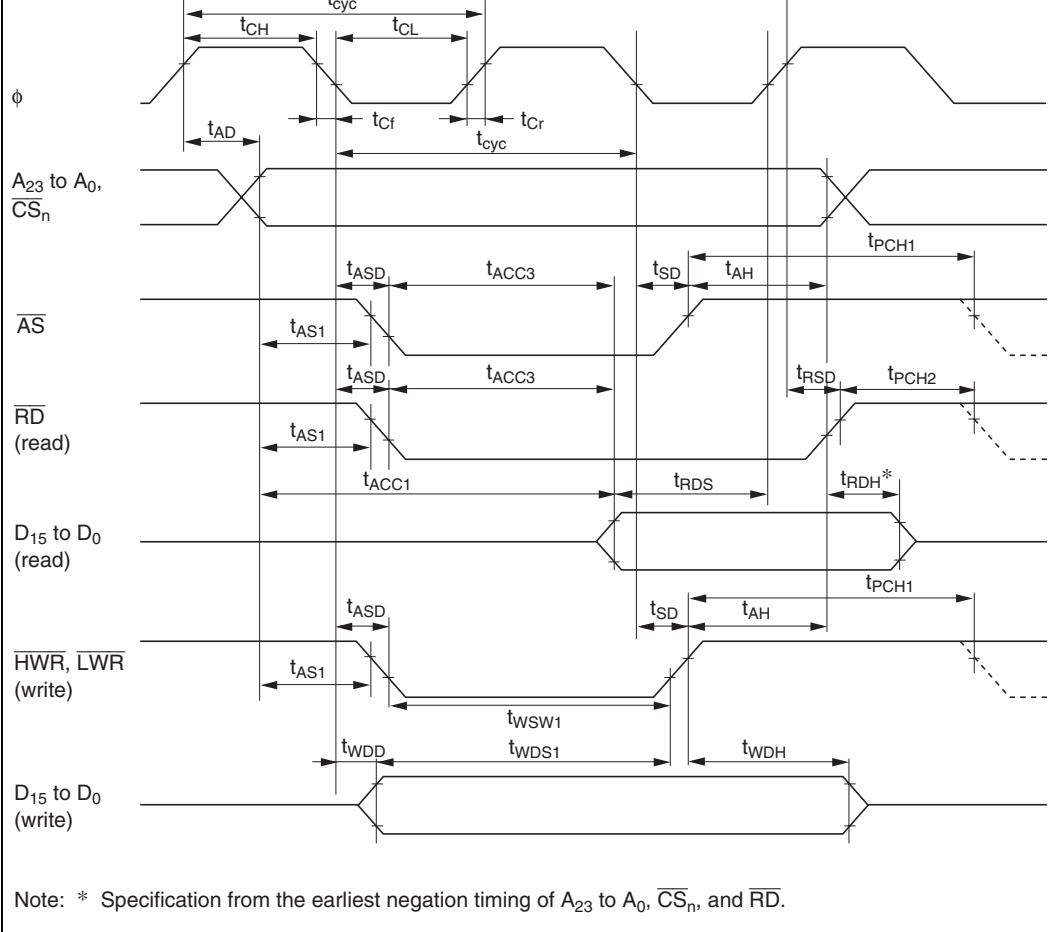 tcyc
tCH
tCL
φ
tCf
tCr
tAD
tcyc
A23 to A0,
CSn
tPCH1
tASD
tACC3
tSD
tAH
AS
tAS1
tASD
tACC3
tRSD
tPCH2
RD
(read)
tAS1
tACC1
tRDS
tRDH*
D15 to D0
(read)
tPCH1
tASD
tSD
tAH
HWR, LWR
(write)
tAS1
tWSW1
tWDD
tWDS1
tWDH
D15 to D0
(write)
Note: * Specification from the earliest negation timing of A23 to A0, CSn, and RD.